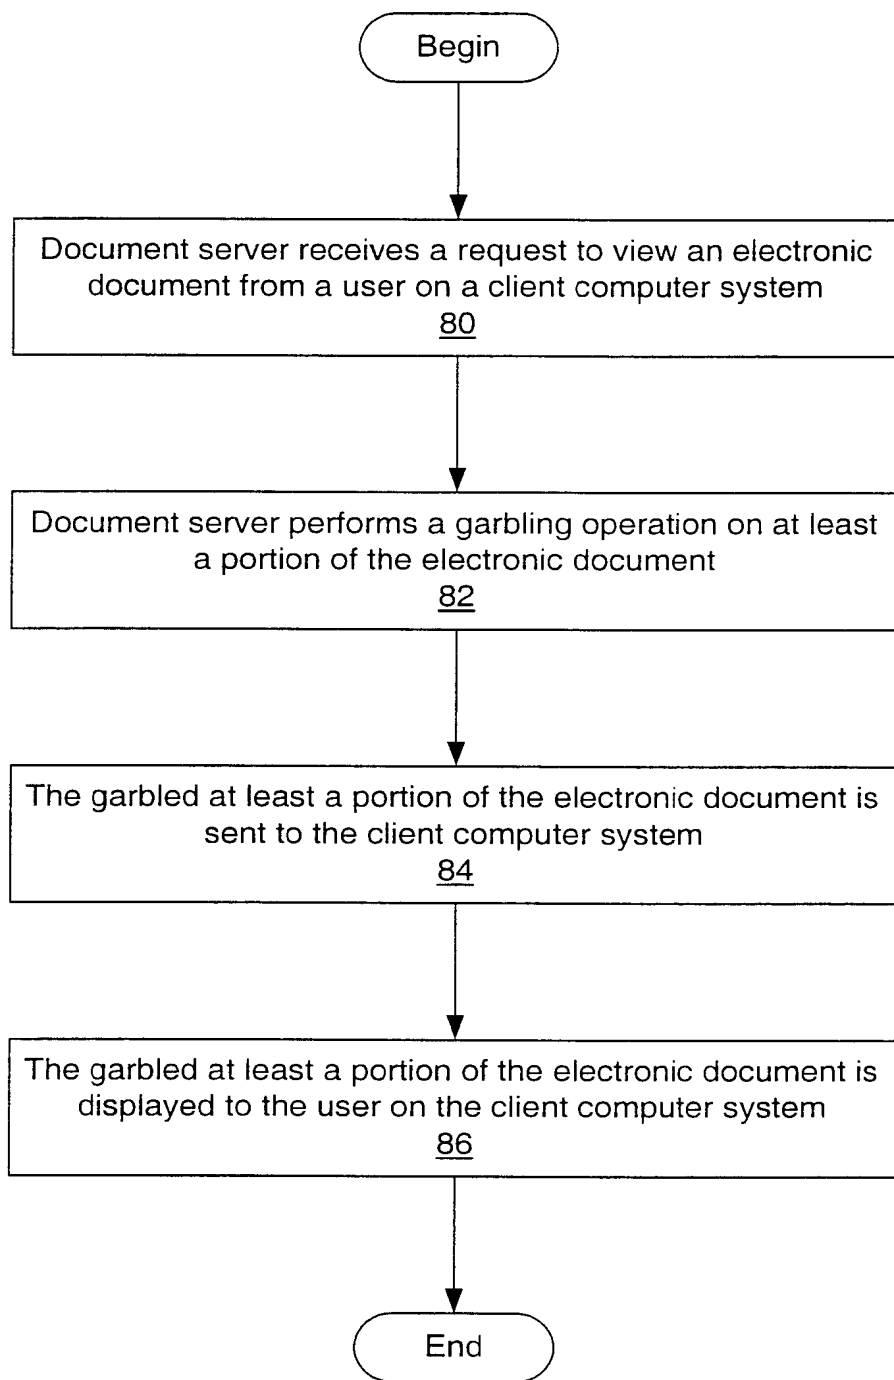 Begin
Document server receives a request to view an electronic
document from a user on a client computer system
80
Document server performs a garbling operation on at least
a portion of the electronic document
82
The garbled at least a portion of the electronic document is
sent to the client computer system
84
The garbled at least a portion of the electronic document is
displayed to the user on the client computer system
86
End